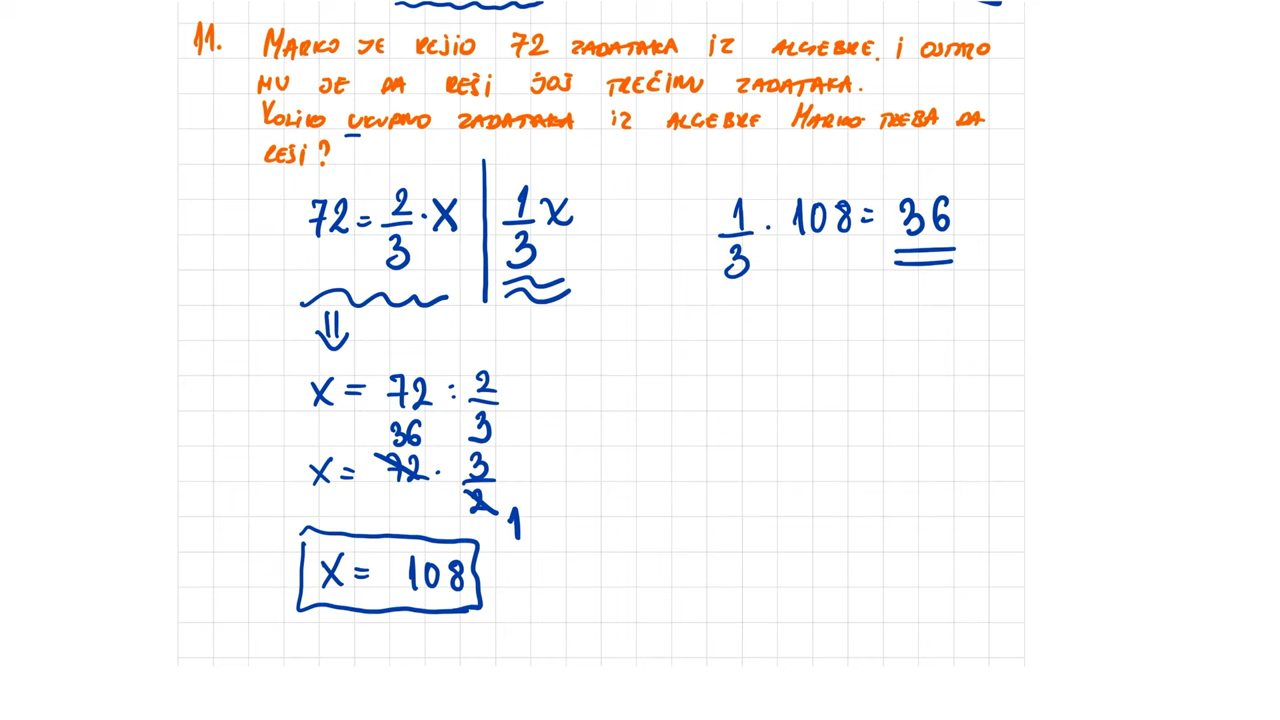 11. MARKO JE REŠIO 72 ZADATAKA IZ ALGEBRE. I OSTALO
MU JE DA REŠI JOŠ TREĆINU ZADATAKA.
KOLIKO UKUPNO ZADATAKA IZ ALGEBRE MARKO TREBA DA
REŠI?
72 = 2/3 · X | 1/3 x
1/3 · 108 = 36
⇓
X = 72 : 2/3
36
X = 72 · 3/2
1
X = 108